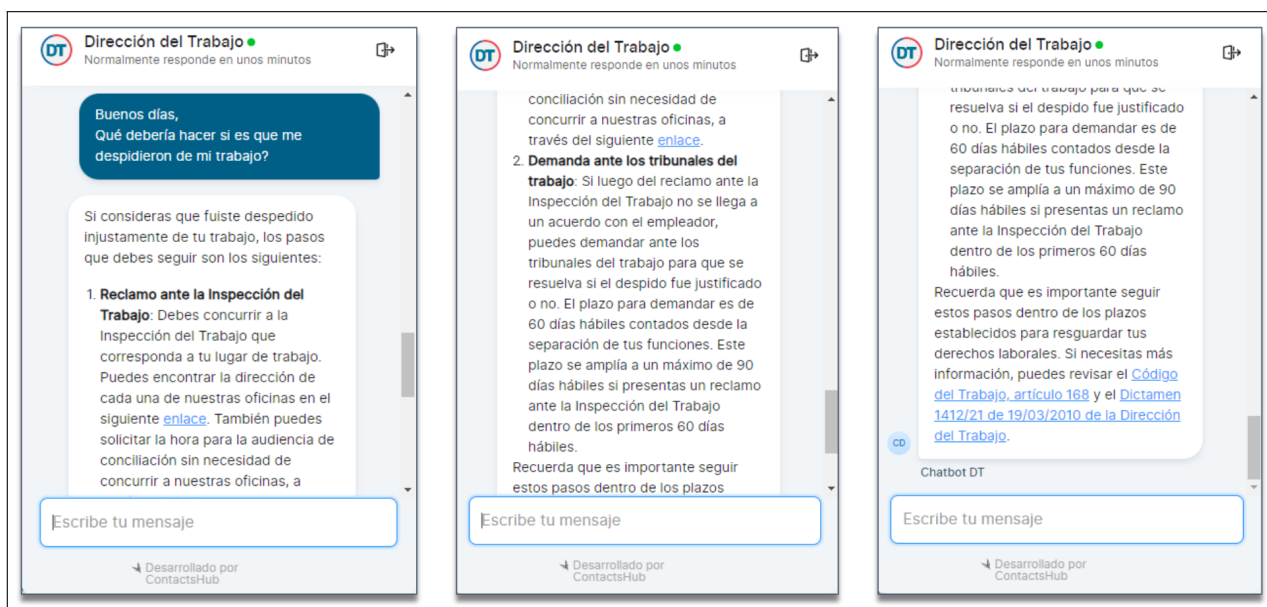 DT
Dirección del Trabajo
Normalmente responde en unos minutos
Buenos días,
Qué debería hacer si es que me
despidieron de mi trabajo?
Si consideras que fuiste despedido
injustamente de tu trabajo, los pasos
que debes seguir son los siguientes:
1. Reclamo ante la Inspección del
Trabajo: Debes concurrir a la
Inspección del Trabajo que
corresponda a tu lugar de trabajo.
Puedes encontrar la dirección de
cada una de nuestras oficinas en el
siguiente enlace. También puedes
solicitar la hora para la audiencia de
conciliación sin necesidad de
concurrir a nuestras oficinas, a
Escribe tu mensaje
Desarrollado por
ContactsHub
DT
Dirección del Trabajo
Normalmente responde en unos minutos
conciliación sin necesidad de
concurrir a nuestras oficinas, a
través del siguiente enlace.
2. Demanda ante los tribunales del
trabajo: Si luego del reclamo ante la
Inspección del Trabajo no se llega a
un acuerdo con el empleador,
puedes demandar ante los
tribunales del trabajo para que se
resuelva si el despido fue justificado
o no. El plazo para demandar es de
60 días hábiles contados desde la
separación de tus funciones. Este
plazo se amplía a un máximo de 90
días hábiles si presentas un reclamo
ante la Inspección del Trabajo
dentro de los primeros 60 días
hábiles.
Recuerda que es importante seguir
estos pasos dentro de los plazos
Escribe tu mensaje
Desarrollado por
ContactsHub
DT
Dirección del Trabajo
Normalmente responde en unos minutos
tribunales del trabajo para que se
resuelva si el despido fue justificado
o no. El plazo para demandar es de
60 días hábiles contados desde la
separación de tus funciones. Este
plazo se amplía a un máximo de 90
días hábiles si presentas un reclamo
ante la Inspección del Trabajo
dentro de los primeros 60 días
hábiles.
Recuerda que es importante seguir
estos pasos dentro de los plazos
establecidos para resguardar tus
derechos laborales. Si necesitas más
información, puedes revisar el Código
del Trabajo, artículo 168 y el Dictamen
1412/21 de 19/03/2010 de la Dirección
del Trabajo.
CD
Chatbot DT
Escribe tu mensaje
Desarrollado por
ContactsHub